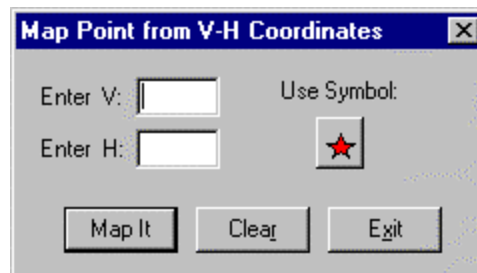 Map Point from V-H Coordinates
Enter V:
Use Symbol:
Enter H:
Map It
Clear
Exit